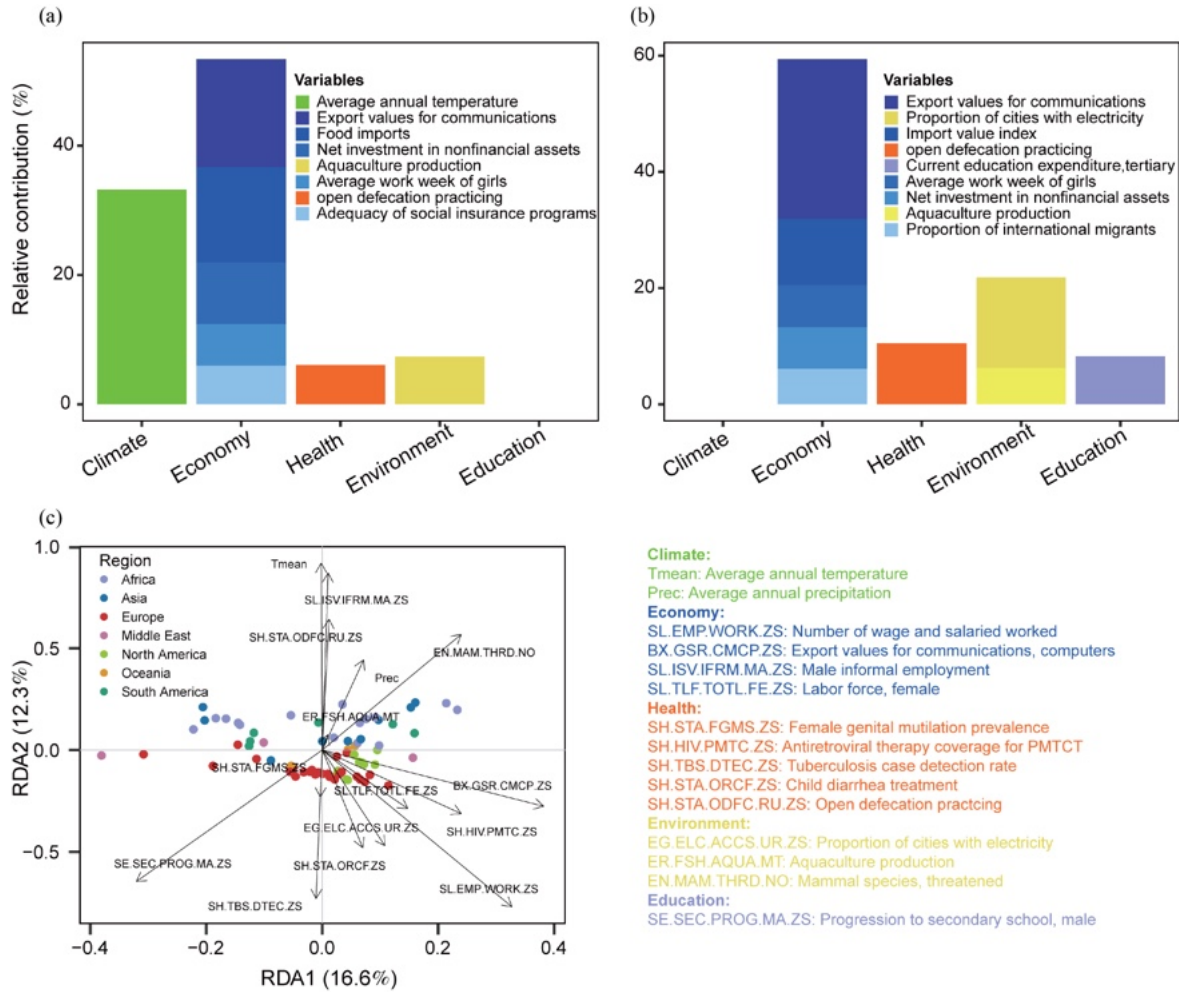 (a)
Relative contribution (%)
40
20
0
Variables
Average annual temperature
Export values for communications
Food imports
Net investment in nonfinancial assets
Aquaculture production
Average work week of girls
open defecation practicing
Adequacy of social insurance programs
Climate
Economy
Health
Environment
Education
(b)
60
40
20
0
Variables
Export values for communications
Proportion of cities with electricity
Import value index
open defecation practicing
Current education expenditure,tertiary
Average work week of girls
Net investment in nonfinancial assets
Aquaculture production
Proportion of international migrants
Climate
Economy
Health
Environment
Education
(c)
RDA2 (12.3%)
1.0
0.5
0.0
−0.5
Region
Africa
Asia
Europe
Middle East
North America
Oceania
South America
Tmean
SL.ISV.IFRM.MA.ZS
SH.STA.ODFC.RU.ZS
EN.MAM.THRD.NO
Prec
ER.FSH.AQUA.MT
SH.STA.FGMS.ZS
SL.TLF.TOTL.FE.ZS
BX.GSR.CMCP.ZS
EG.ELC.ACCS.UR.ZS
SH.HIV.PMTC.ZS
SE.SEC.PROG.MA.ZS
SH.STA.ORCF.ZS
SL.EMP.WORK.ZS
SH.TBS.DTEC.ZS
−0.4
−0.2
0.0
0.2
0.4
RDA1 (16.6%)
Climate:
Tmean: Average annual temperature
Prec: Average annual precipitation
Economy:
SL.EMP.WORK.ZS: Number of wage and salaried worked
BX.GSR.CMCP.ZS: Export values for communications, computers
SL.ISV.IFRM.MA.ZS: Male informal employment
SL.TLF.TOTL.FE.ZS: Labor force, female
Health:
SH.STA.FGMS.ZS: Female genital mutilation prevalence
SH.HIV.PMTC.ZS: Antiretroviral therapy coverage for PMTCT
SH.TBS.DTEC.ZS: Tuberculosis case detection rate
SH.STA.ORCF.ZS: Child diarrhea treatment
SH.STA.ODFC.RU.ZS: Open defecation practcing
Environment:
EG.ELC.ACCS.UR.ZS: Proportion of cities with electricity
ER.FSH.AQUA.MT: Aquaculture production
EN.MAM.THRD.NO: Mammal species, threatened
Education:
SE.SEC.PROG.MA.ZS: Progression to secondary school, male